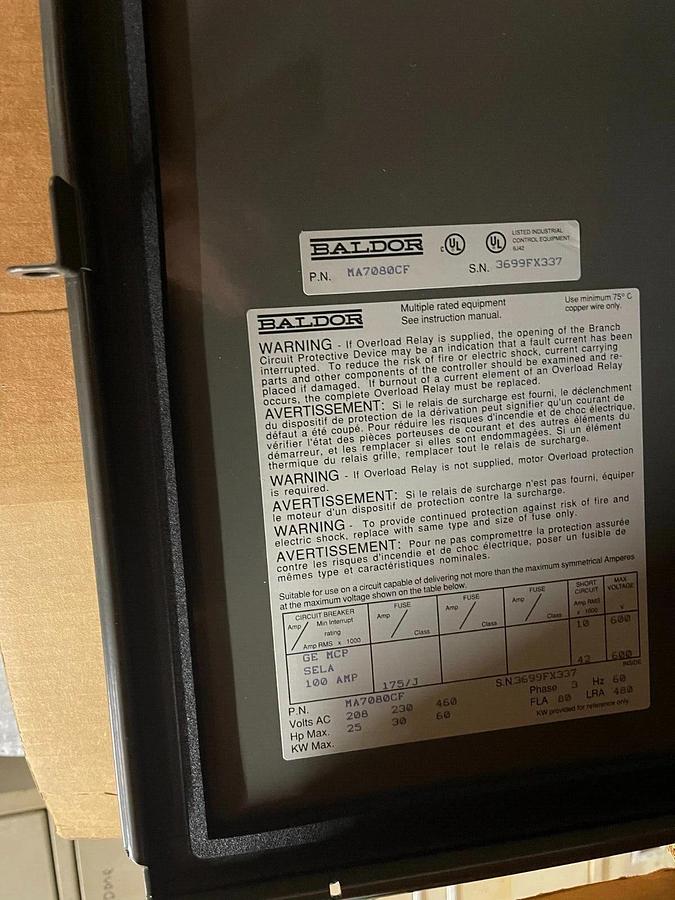 BALDOR
c UL UL LISTED INDUSTRIAL
CONTROL EQUIPMENT
6J42
P.N. MA7080CF S.N. 3699FX337
BALDOR Multiple rated equipment Use minimum 75° C
See instruction manual. copper wire only.
WARNING - If Overload Relay is supplied, the opening of the Branch
Circuit Protective Device may be an indication that a fault current has been
interrupted. To reduce the risk of fire or electric shock, current carrying
parts and other components of the controller should be examined and re-
placed if damaged. If burnout of a current element of an Overload Relay
occurs, the complete Overload Relay must be replaced.
AVERTISSEMENT: Si le relais de surcharge est fourni, le déclenchment
du dispositif de protection de la dérivation peut signifier qu'un courant de
défaut a été coupé. Pour réduire les risques d'incendie et de choc électrique,
vérifier l'état des pièces porteuses de courant et des autres éléments du
démarreur, et les remplacer si elles sont endommagées. Si un élément
thermique du relais grille, remplacer tout le relais de surcharge.
WARNING - If Overload Relay is not supplied, motor Overload protection
is required.
AVERTISSEMENT: Si le relais de surcharge n'est pas fourni, équiper
le moteur d'un dispositif de protection contre la surcharge.
WARNING - To provide continued protection against risk of fire and
electric shock, replace with same type and size of fuse only.
AVERTISSEMENT: Pour ne pas compromettre la protection assurée
contre les risques d'incendie et de choc électrique, poser un fusible de
mêmes type et caractéristiques nominales.
Suitable for use on a circuit capable of delivering not more than the maximum symmetrical Amperes
at the maximum voltage shown on the table below.
CIRCUIT BREAKER FUSE FUSE FUSE SHORT CIRCUIT MAX VOLTAGE
Amp / Min Interrupt rating Amp / Class Amp / Class Amp / Class Amp RMS x 1000 v
Amp RMS x 1000
GE MCP 10 600
SELA
100 AMP 175/J 42 600
INSIDE
P.N. MA7080CF S.N. 3699FX337
Volts AC 208 230 460 Phase 3 Hz 60
Hp Max. 25 30 60 FLA 80 LRA 480
KW Max. KW provided for reference only.